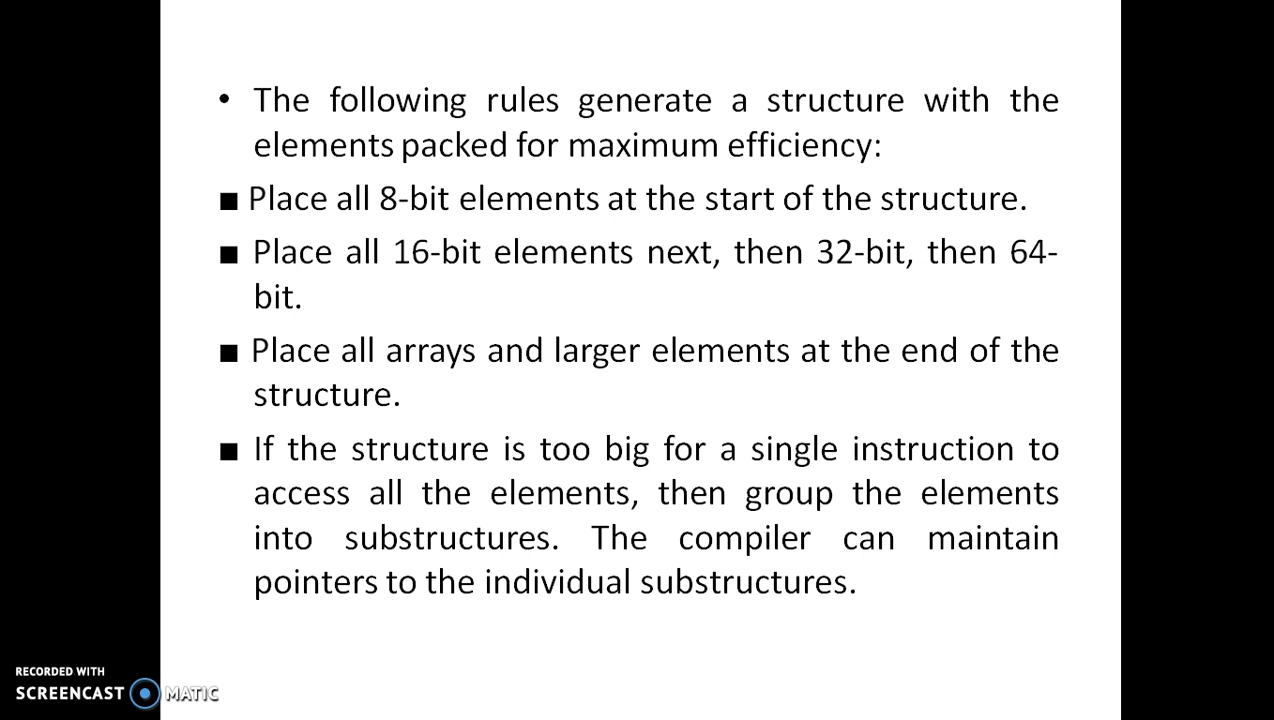 • The following rules generate a structure with the
elements packed for maximum efficiency:
■ Place all 8-bit elements at the start of the structure.
■ Place all 16-bit elements next, then 32-bit, then 64-
bit.
■ Place all arrays and larger elements at the end of the
structure.
■ If the structure is too big for a single instruction to
access all the elements, then group the elements
into substructures. The compiler can maintain
pointers to the individual substructures.
RECORDED WITH
SCREENCAST MATIC